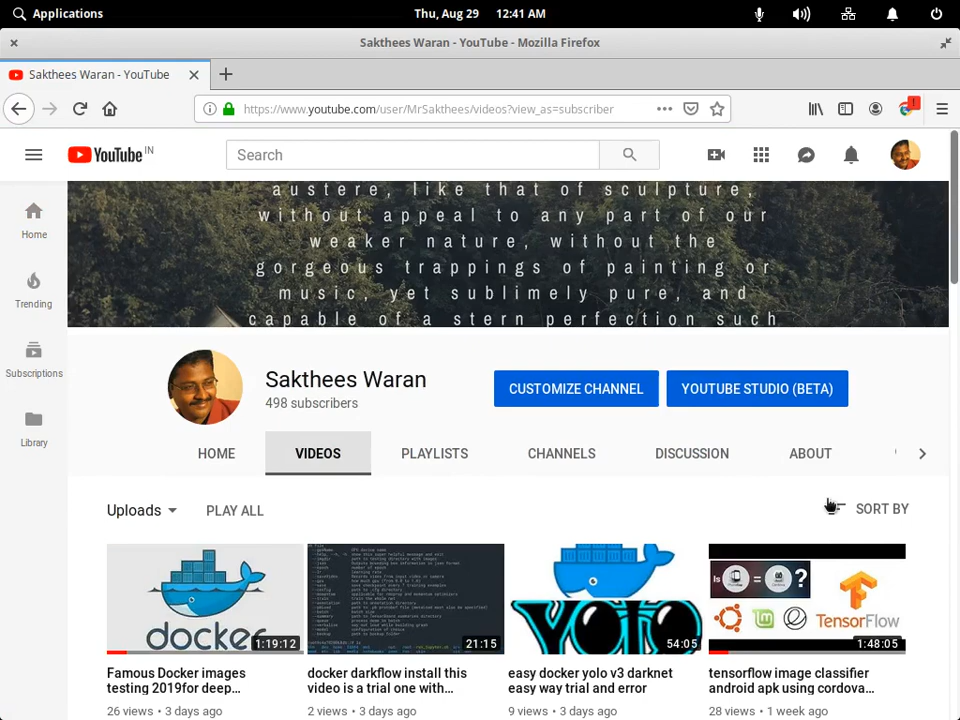 Applications
Thu, Aug 29 12:41 AM
Sakthees Waran - YouTube - Mozilla Firefox
Sakthees Waran - YouTube
https://www.youtube.com/user/MrSakthees/videos?view_as=subscriber
YouTube IN
Search
Home
Trending
Subscriptions
Library
austere, like that of sculpture,
without appeal to any part of our
weaker nature, without the
gorgeous trappings of painting or
music, yet sublimely pure, and
capable of a stern perfection such
Sakthees Waran
498 subscribers
CUSTOMIZE CHANNEL
YOUTUBE STUDIO (BETA)
HOME VIDEOS PLAYLISTS CHANNELS DISCUSSION ABOUT
Uploads PLAY ALL SORT BY
docker
1:19:12
21:15
YOLO
54:05
Is = ?
TensorFlow
1:48:05
Famous Docker images
testing 2019for deep...
26 views • 3 days ago
docker darkflow install this
video is a trial one with...
2 views • 3 days ago
easy docker yolo v3 darknet
easy way trial and error
9 views • 3 days ago
tensorflow image classifier
android apk using cordova...
28 views • 1 week ago